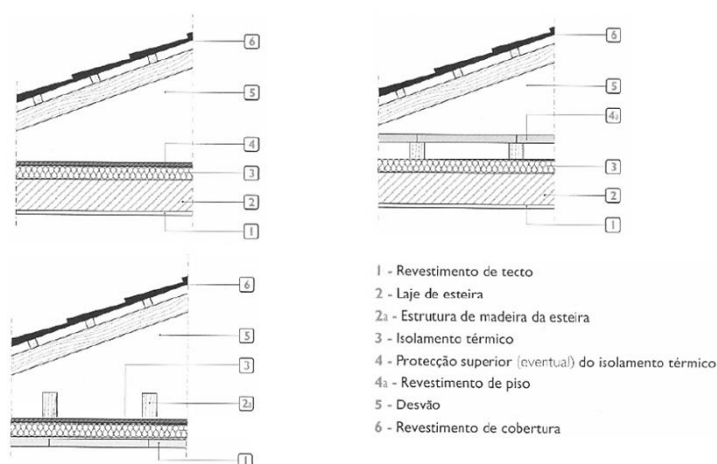 6
5
4
3
2
1
6
5
4a
3
2
1
6
5
3
2a
1
1 - Revestimento de tecto
2 - Laje de esteira
2a - Estrutura de madeira da esteira
3 - Isolamento térmico
4 - Protecção superior (eventual) do isolamento térmico
4a - Revestimento de piso
5 - Desvão
6 - Revestimento de cobertura